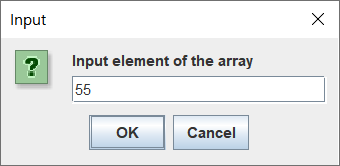 Input
?
Input element of the array
55
OK
Cancel